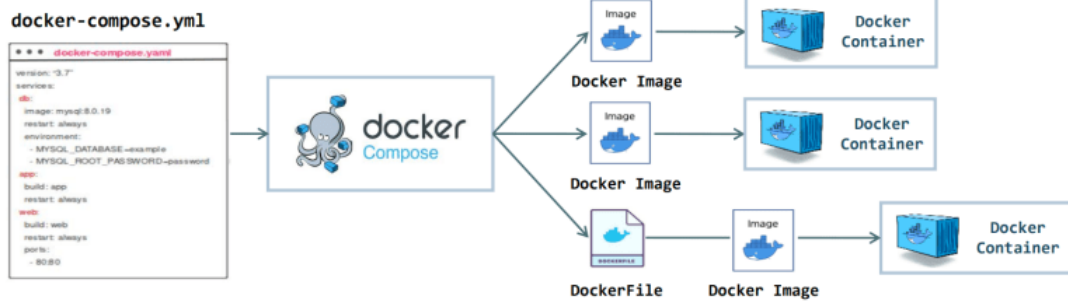 docker-compose.yml
docker-compose.yaml
version: "3.7"
services:
db:
image: mysql:8.0.19
restart: always
environment:
- MYSQL_DATABASE=example
- MYSQL_ROOT_PASSWORD=password
app:
build: app
restart: always
web:
build: web
restart: always
ports:
- 80:80
docker
Compose
Image
Docker Image
Docker
Container
Image
Docker Image
Docker
Container
DOCKERFILE
DockerFile
Image
Docker Image
Docker
Container